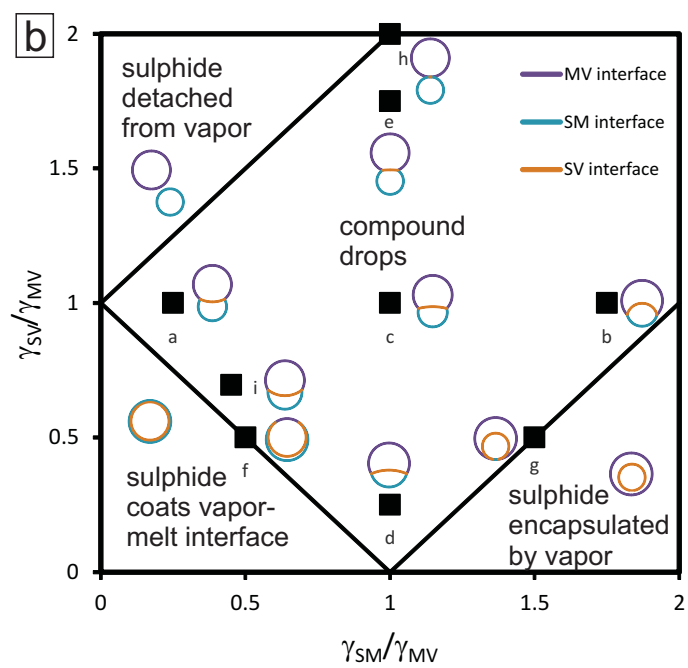 b
2
sulphide
detached
from vapor
h
MV interface
e
SM interface
SV interface
1.5
compound
drops
γSV/γMV
1
a
c
b
i
0.5
f
g
sulphide
coats vapor-
melt interface
d
sulphide
encapsulated
by vapor
0
0
0.5
1
1.5
2
γSM/γMV